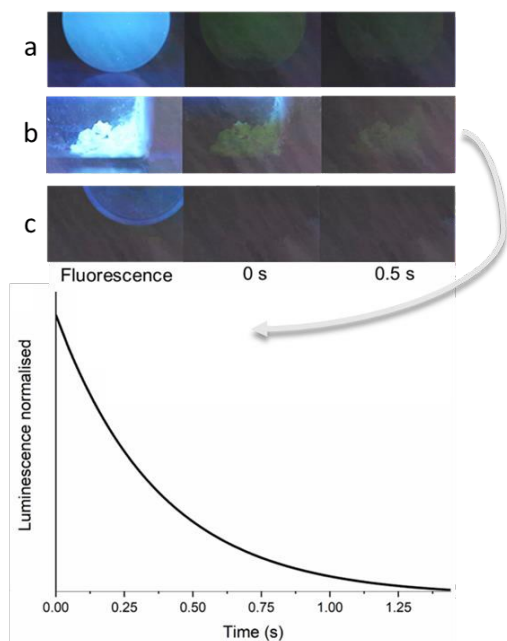 a
b
c
Fluorescence 0 s 0.5 s
Luminescence normalised
0.00 0.25 0.50 0.75 1.00 1.25
Time (s)